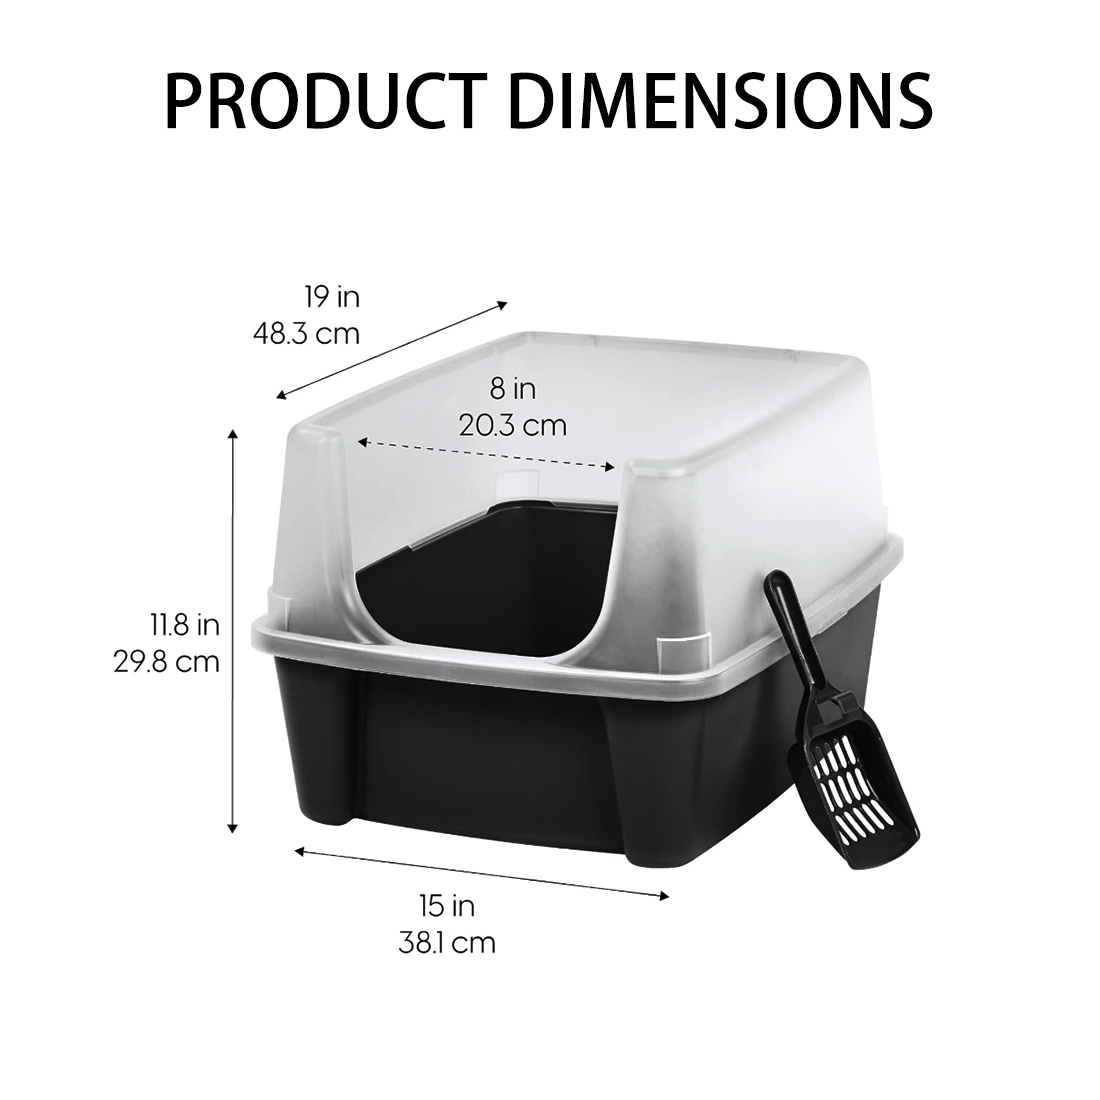 PRODUCT DIMENSIONS
19 in
48.3 cm
8 in
20.3 cm
11.8 in
29.8 cm
15 in
38.1 cm